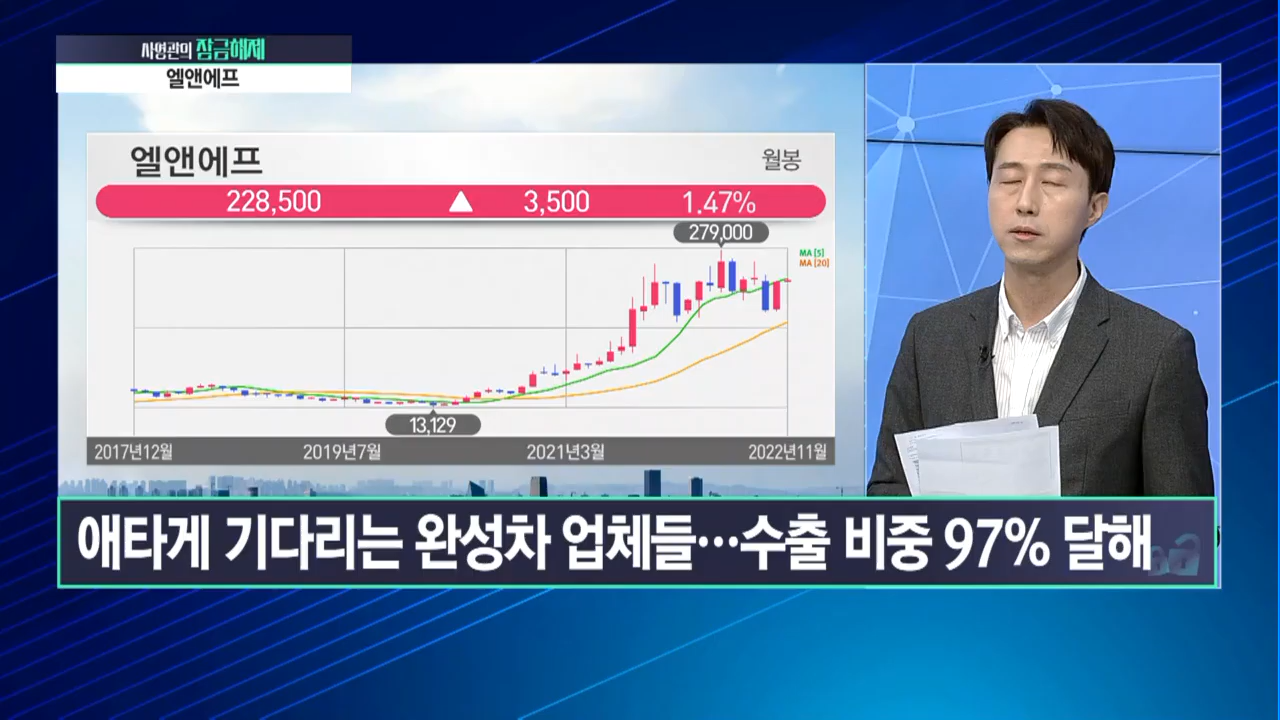 사영관의 잠금해제
엘앤에프
엘앤에프
월봉
228,500 ▲ 3,500 1.47%
279,000
MA [5]
MA [20]
13,129
2017년12월 2019년7월 2021년3월 2022년11월
애타게 기다리는 완성차 업체들…수출 비중 97% 달해